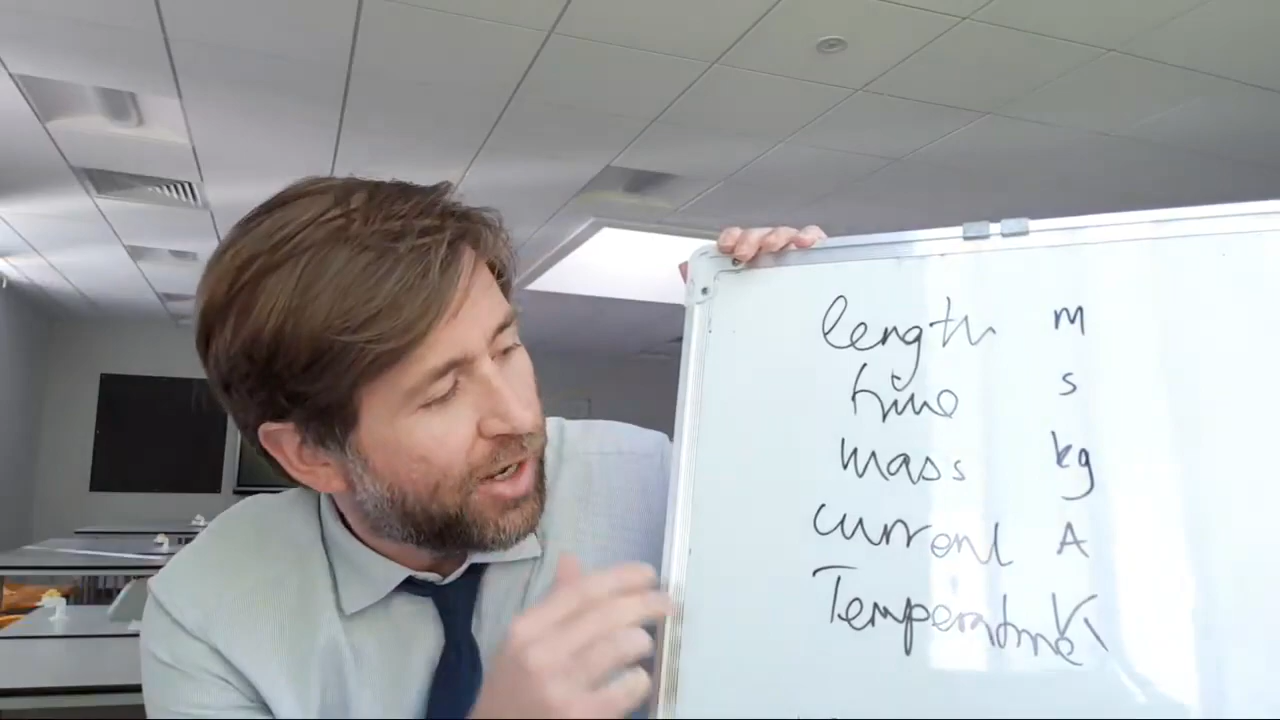 length m
time s
mass kg
current A
Temperature K